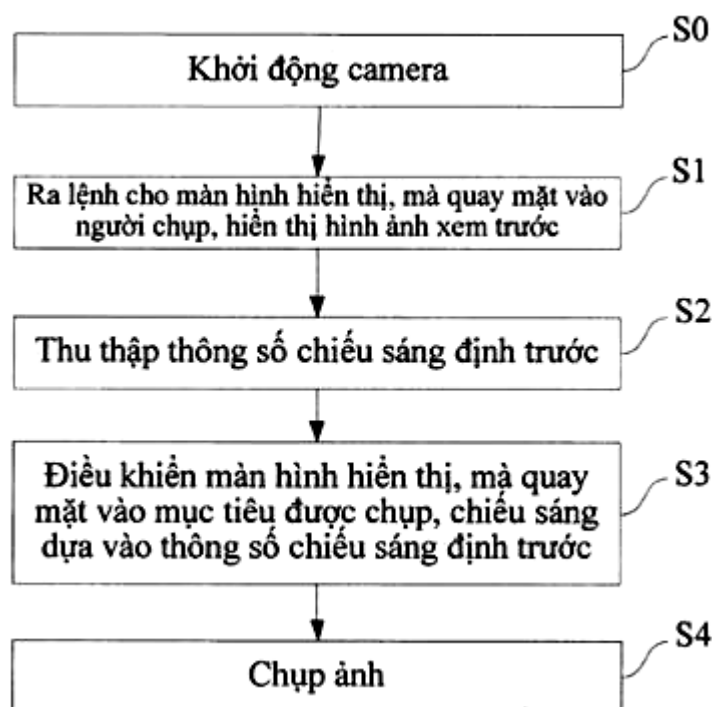 S0
Khởi động camera
S1
Ra lệnh cho màn hình hiển thị, mà quay mặt vào
người chụp, hiển thị hình ảnh xem trước
S2
Thu thập thông số chiếu sáng định trước
S3
Điều khiển màn hình hiển thị, mà quay
mặt vào mục tiêu được chụp, chiếu sáng
dựa vào thông số chiếu sáng định trước
S4
Chụp ảnh